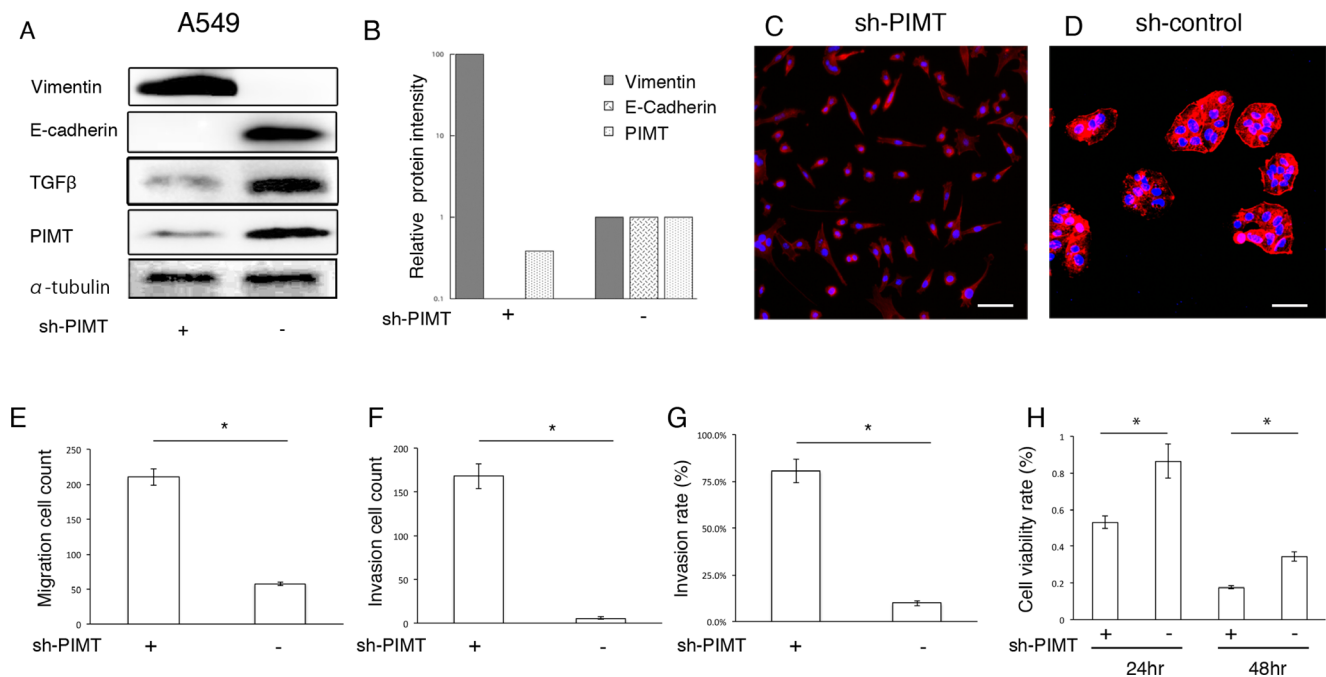 A
A549
Vimentin
E-cadherin
TGFβ
PIMT
α-tubulin
sh-PIMT + -
B
Relative protein intensity
100
10
1
0.1
Vimentin
E-Cadherin
PIMT
sh-PIMT + -
C
sh-PIMT
D
sh-control
E
Migration cell count
250
200
150
100
50
0
*
sh-PIMT + -
F
Invasion cell count
200
150
100
50
0
*
sh-PIMT + -
G
Invasion rate (%)
100.0%
75.0%
50.0%
25.0%
0.0%
*
sh-PIMT + -
H
Cell viability rate (%)
1
0.8
0.6
0.4
0.2
0
* *
sh-PIMT + - + -
24hr 48hr